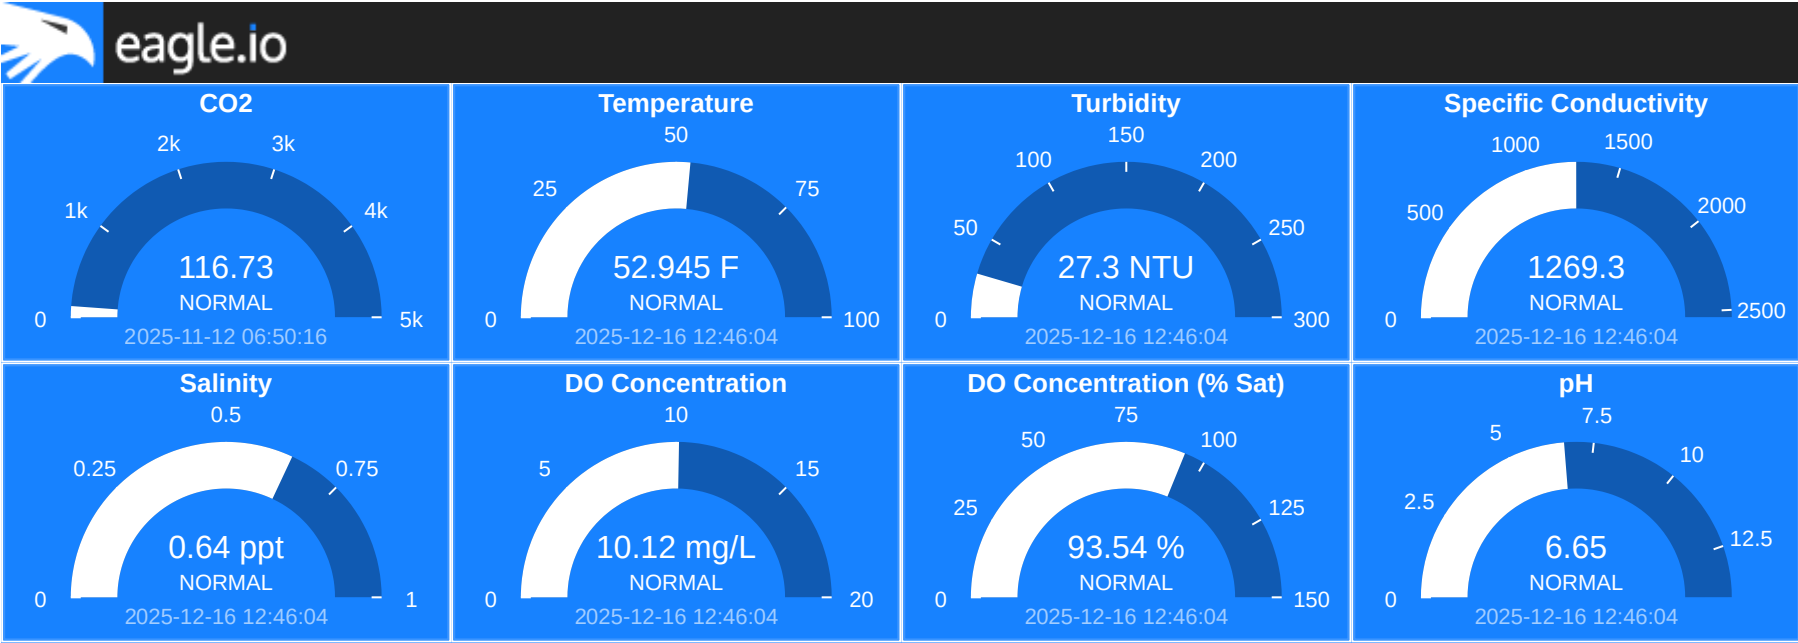 eagle.io
CO2
0
1k
2k
3k
4k
5k
116.73
NORMAL
2025-11-12 06:50:16
Temperature
0
25
50
75
100
52.945 F
NORMAL
2025-12-16 12:46:04
Turbidity
0
50
100
150
200
250
300
27.3 NTU
NORMAL
2025-12-16 12:46:04
Specific Conductivity
0
500
1000
1500
2000
2500
1269.3
NORMAL
2025-12-16 12:46:04
Salinity
0
0.25
0.5
0.75
1
0.64 ppt
NORMAL
2025-12-16 12:46:04
DO Concentration
0
5
10
15
20
10.12 mg/L
NORMAL
2025-12-16 12:46:04
DO Concentration (% Sat)
0
25
50
75
100
125
150
93.54 %
NORMAL
2025-12-16 12:46:04
pH
0
2.5
5
7.5
10
12.5
6.65
NORMAL
2025-12-16 12:46:04